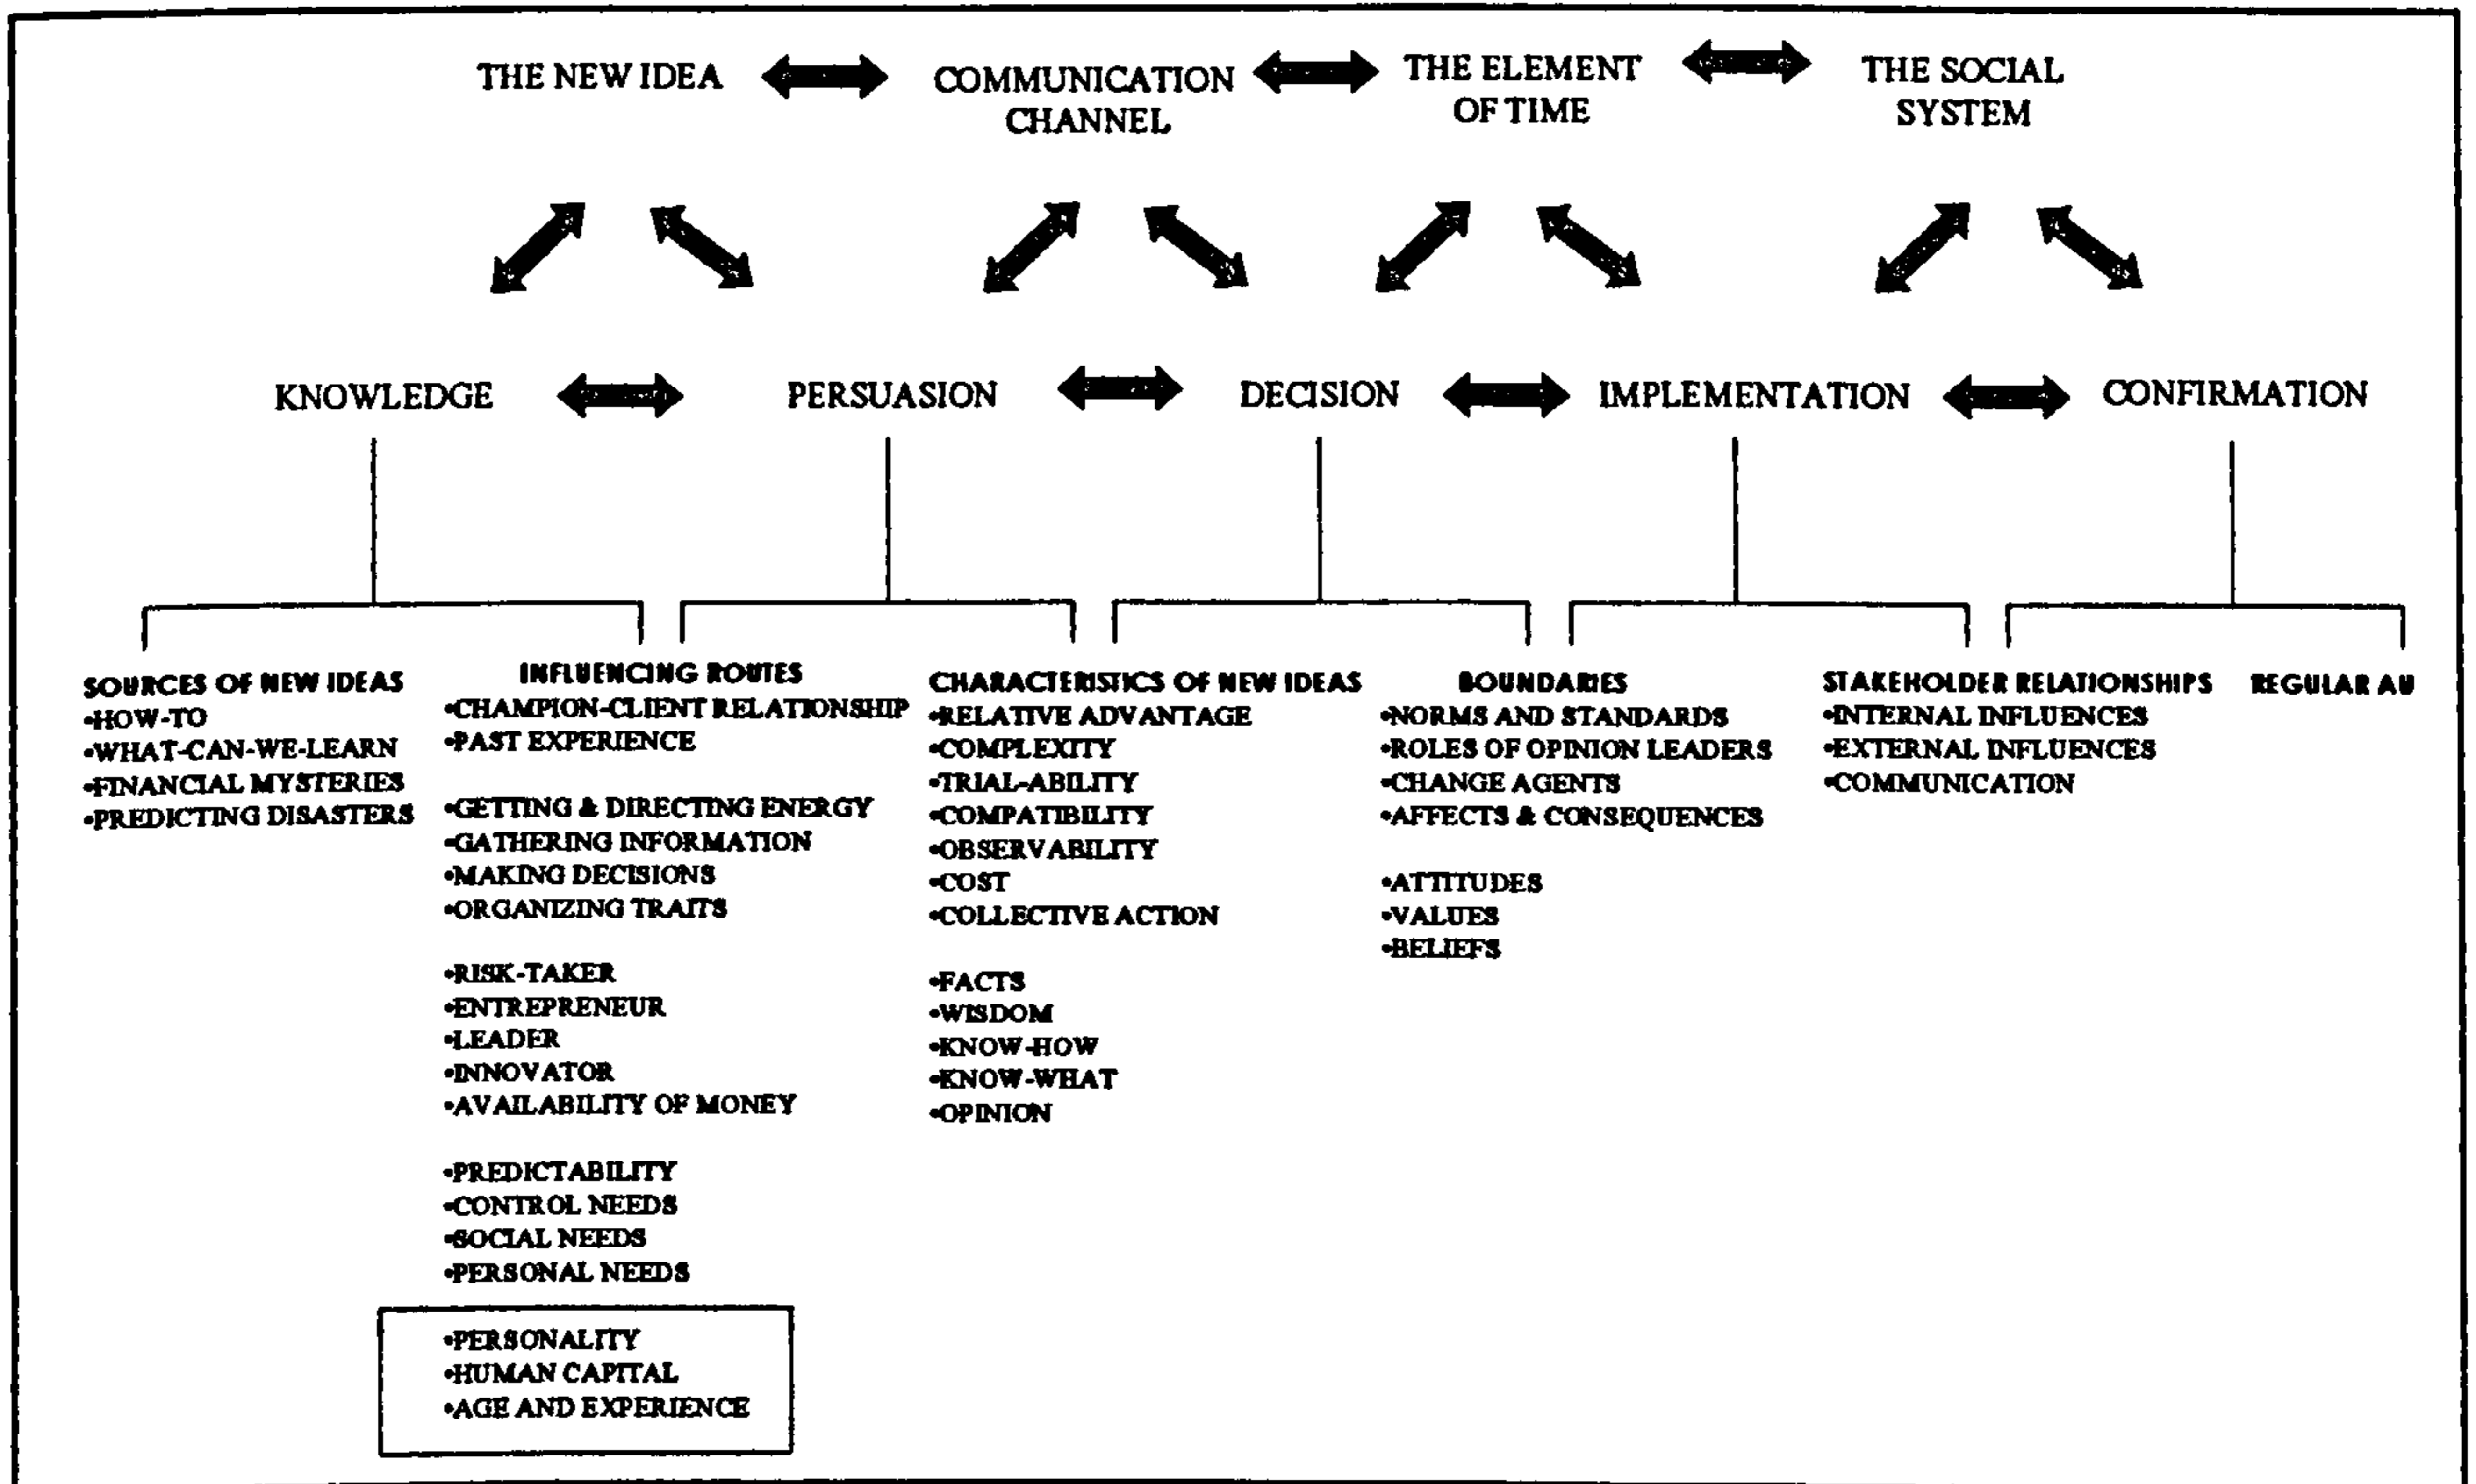 THE NEW IDEA
COMMUNICATION
CHANNEL
THE ELEMENT
OF TIME
THE SOCIAL
SYSTEM
KNOWLEDGE
PERSUASION
DECISION
IMPLEMENTATION
CONFIRMATION
SOURCES OF NEW IDEAS
•HOW-TO
•WHAT-CAN-WE-LEARN
•FINANCIAL MYSTERIES
•PREDICTING DISASTERS
INFLUENCING ROUTES
•CHAMPION-CLIENT RELATIONSHIP
•PAST EXPERIENCE
•GETTING & DIRECTING ENERGY
•GATHERING INFORMATION
•MAKING DECISIONS
•ORGANIZING TRAITS
•RISK-TAKER
•ENTREPRENEUR
•LEADER
•INNOVATOR
•AVAILABILITY OF MONEY
•PREDICTABILITY
•CONTROL NEEDS
•SOCIAL NEEDS
•PERSONAL NEEDS
•PERSONALITY
•HUMAN CAPITAL
•AGE AND EXPERIENCE
CHARACTERISTICS OF NEW IDEAS
•RELATIVE ADVANTAGE
•COMPLEXITY
•TRIAL-ABILITY
•COMPATIBILITY
•OBSERVABILITY
•COST
•COLLECTIVE ACTION
•FACTS
•WISDOM
•KNOW-HOW
•KNOW-WHAT
•OPINION
BOUNDARIES
•NORMS AND STANDARDS
•ROLES OF OPINION LEADERS
•CHANGE AGENTS
•AFFECTS & CONSEQUENCES
•ATTITUDES
•VALUES
•BELIEFS
STAKEHOLDER RELATIONSHIPS
•INTERNAL INFLUENCES
•EXTERNAL INFLUENCES
•COMMUNICATION
REGULAR AU